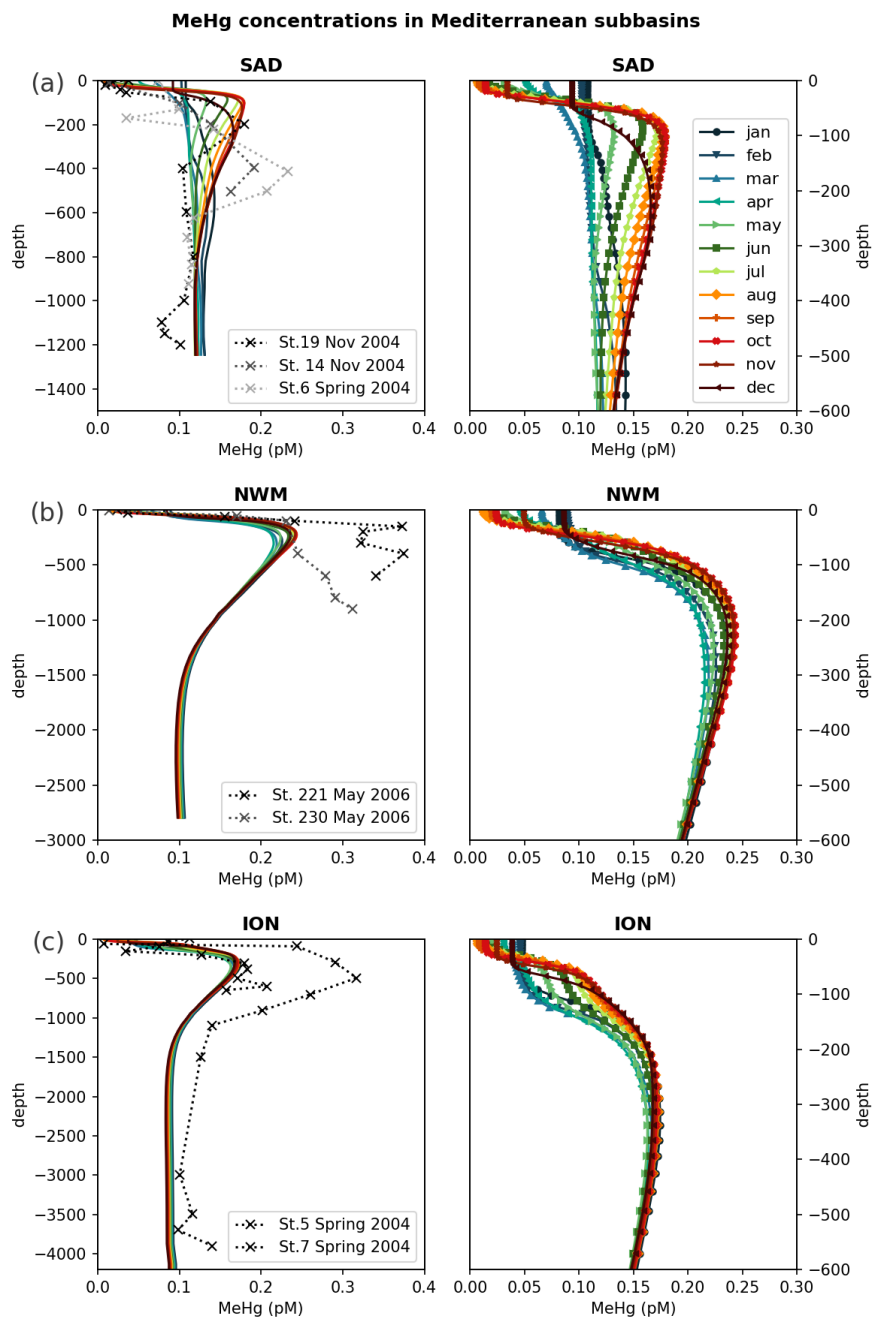 MeHg concentrations in Mediterranean subbasins
(a)
SAD
0
−200
−400
−600
−800
−1000
−1200
−1400
depth
0.0 0.1 0.2 0.3 0.4
MeHg (pM)
St.19 Nov 2004
St. 14 Nov 2004
St.6 Spring 2004
SAD
0
−100
−200
−300
−400
−500
−600
depth
0.00 0.05 0.10 0.15 0.20 0.25 0.30
MeHg (pM)
jan
feb
mar
apr
may
jun
jul
aug
sep
oct
nov
dec
(b)
NWM
0
−500
−1000
−1500
−2000
−2500
−3000
depth
0.0 0.1 0.2 0.3 0.4
MeHg (pM)
St. 221 May 2006
St. 230 May 2006
NWM
0
−100
−200
−300
−400
−500
−600
depth
0.00 0.05 0.10 0.15 0.20 0.25 0.30
MeHg (pM)
(c)
ION
0
−500
−1000
−1500
−2000
−2500
−3000
−3500
−4000
depth
0.0 0.1 0.2 0.3 0.4
MeHg (pM)
St.5 Spring 2004
St.7 Spring 2004
ION
0
−100
−200
−300
−400
−500
−600
depth
0.00 0.05 0.10 0.15 0.20 0.25 0.30
MeHg (pM)